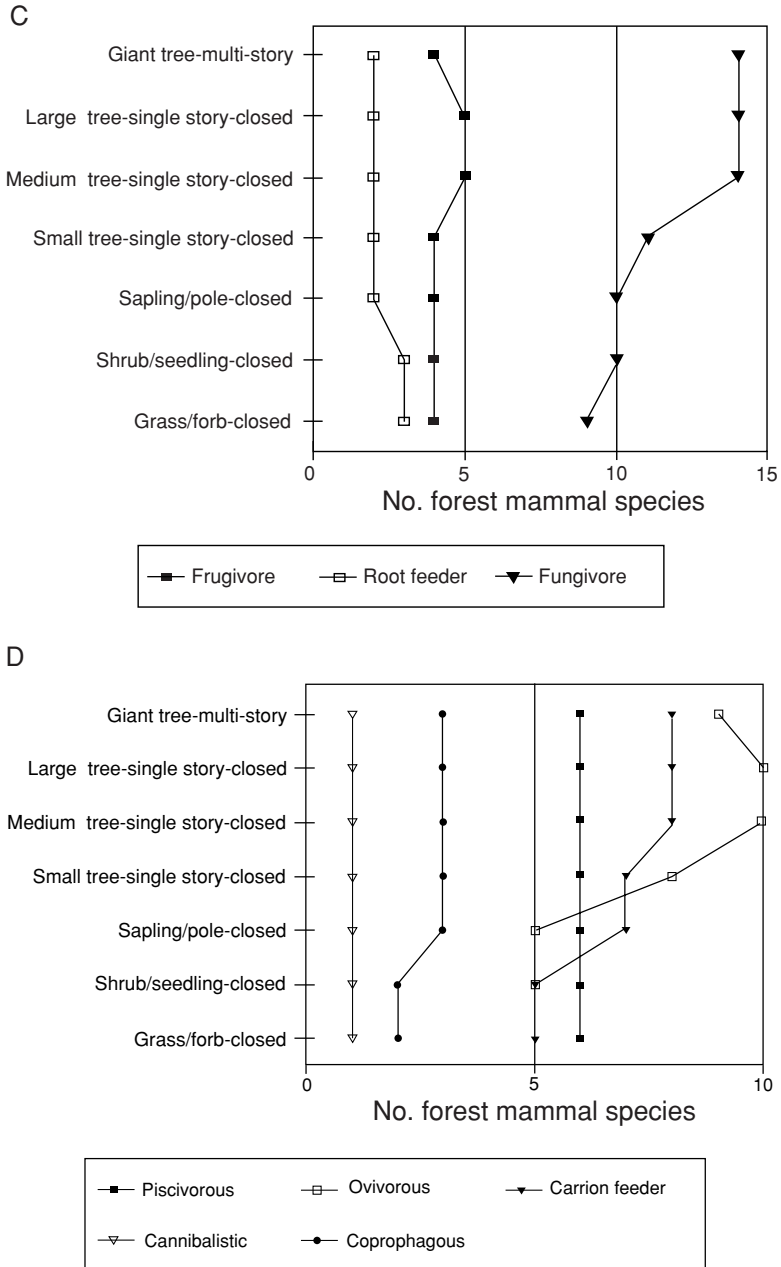 C
Giant tree-multi-story
Large tree-single story-closed
Medium tree-single story-closed
Small tree-single story-closed
Sapling/pole-closed
Shrub/seedling-closed
Grass/forb-closed
0 5 10 15
No. forest mammal species
Frugivore Root feeder Fungivore
D
Giant tree-multi-story
Large tree-single story-closed
Medium tree-single story-closed
Small tree-single story-closed
Sapling/pole-closed
Shrub/seedling-closed
Grass/forb-closed
0 5 10
No. forest mammal species
Piscivorous Ovivorous Carrion feeder
Cannibalistic Coprophagous